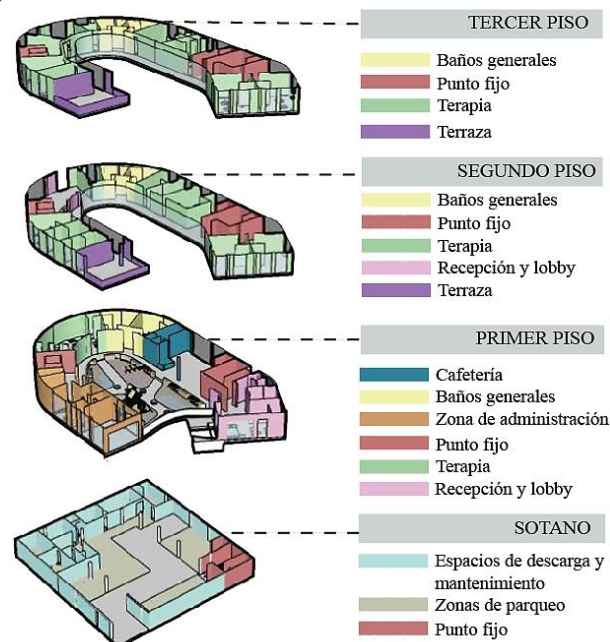 TERCER PISO
Baños generales
Punto fijo
Terapia
Terraza
SEGUNDO PISO
Baños generales
Punto fijo
Terapia
Recepción y lobby
Terraza
PRIMER PISO
Cafetería
Baños generales
Zona de administración
Punto fijo
Terapia
Recepción y lobby
SOTANO
Espacios de descarga y
mantenimiento
Zonas de parqueo
Punto fijo